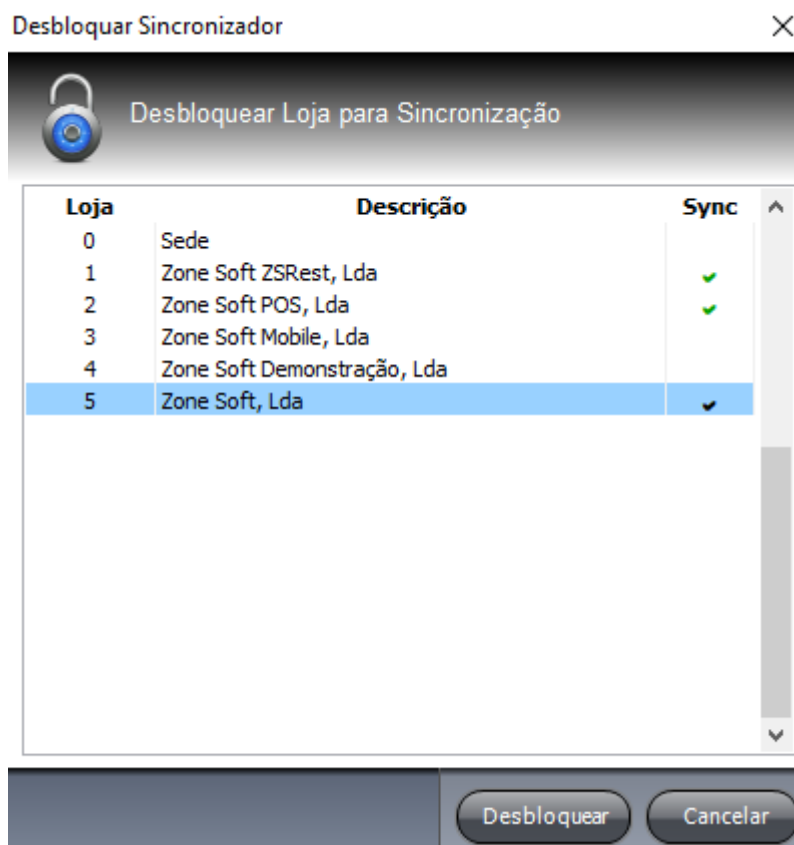 Desbloquar Sincronizador
Desbloquear Loja para Sincronização
Loja Descrição Sync
0 Sede
1 Zone Soft ZSRest, Lda
2 Zone Soft POS, Lda
3 Zone Soft Mobile, Lda
4 Zone Soft Demonstração, Lda
5 Zone Soft, Lda
Desbloquear Cancelar